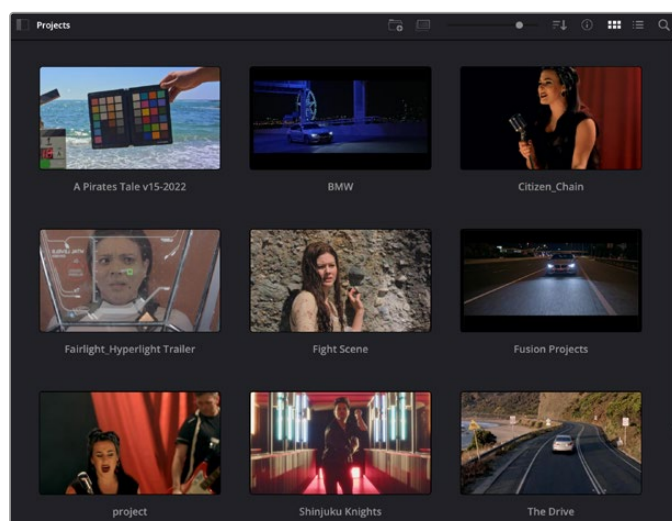 Projects
A Pirates Tale v15-2022
BMW
Citizen_Chain
Fairlight_Hyperlight Trailer
Fight Scene
Fusion Projects
project
Shinjuku Knights
The Drive